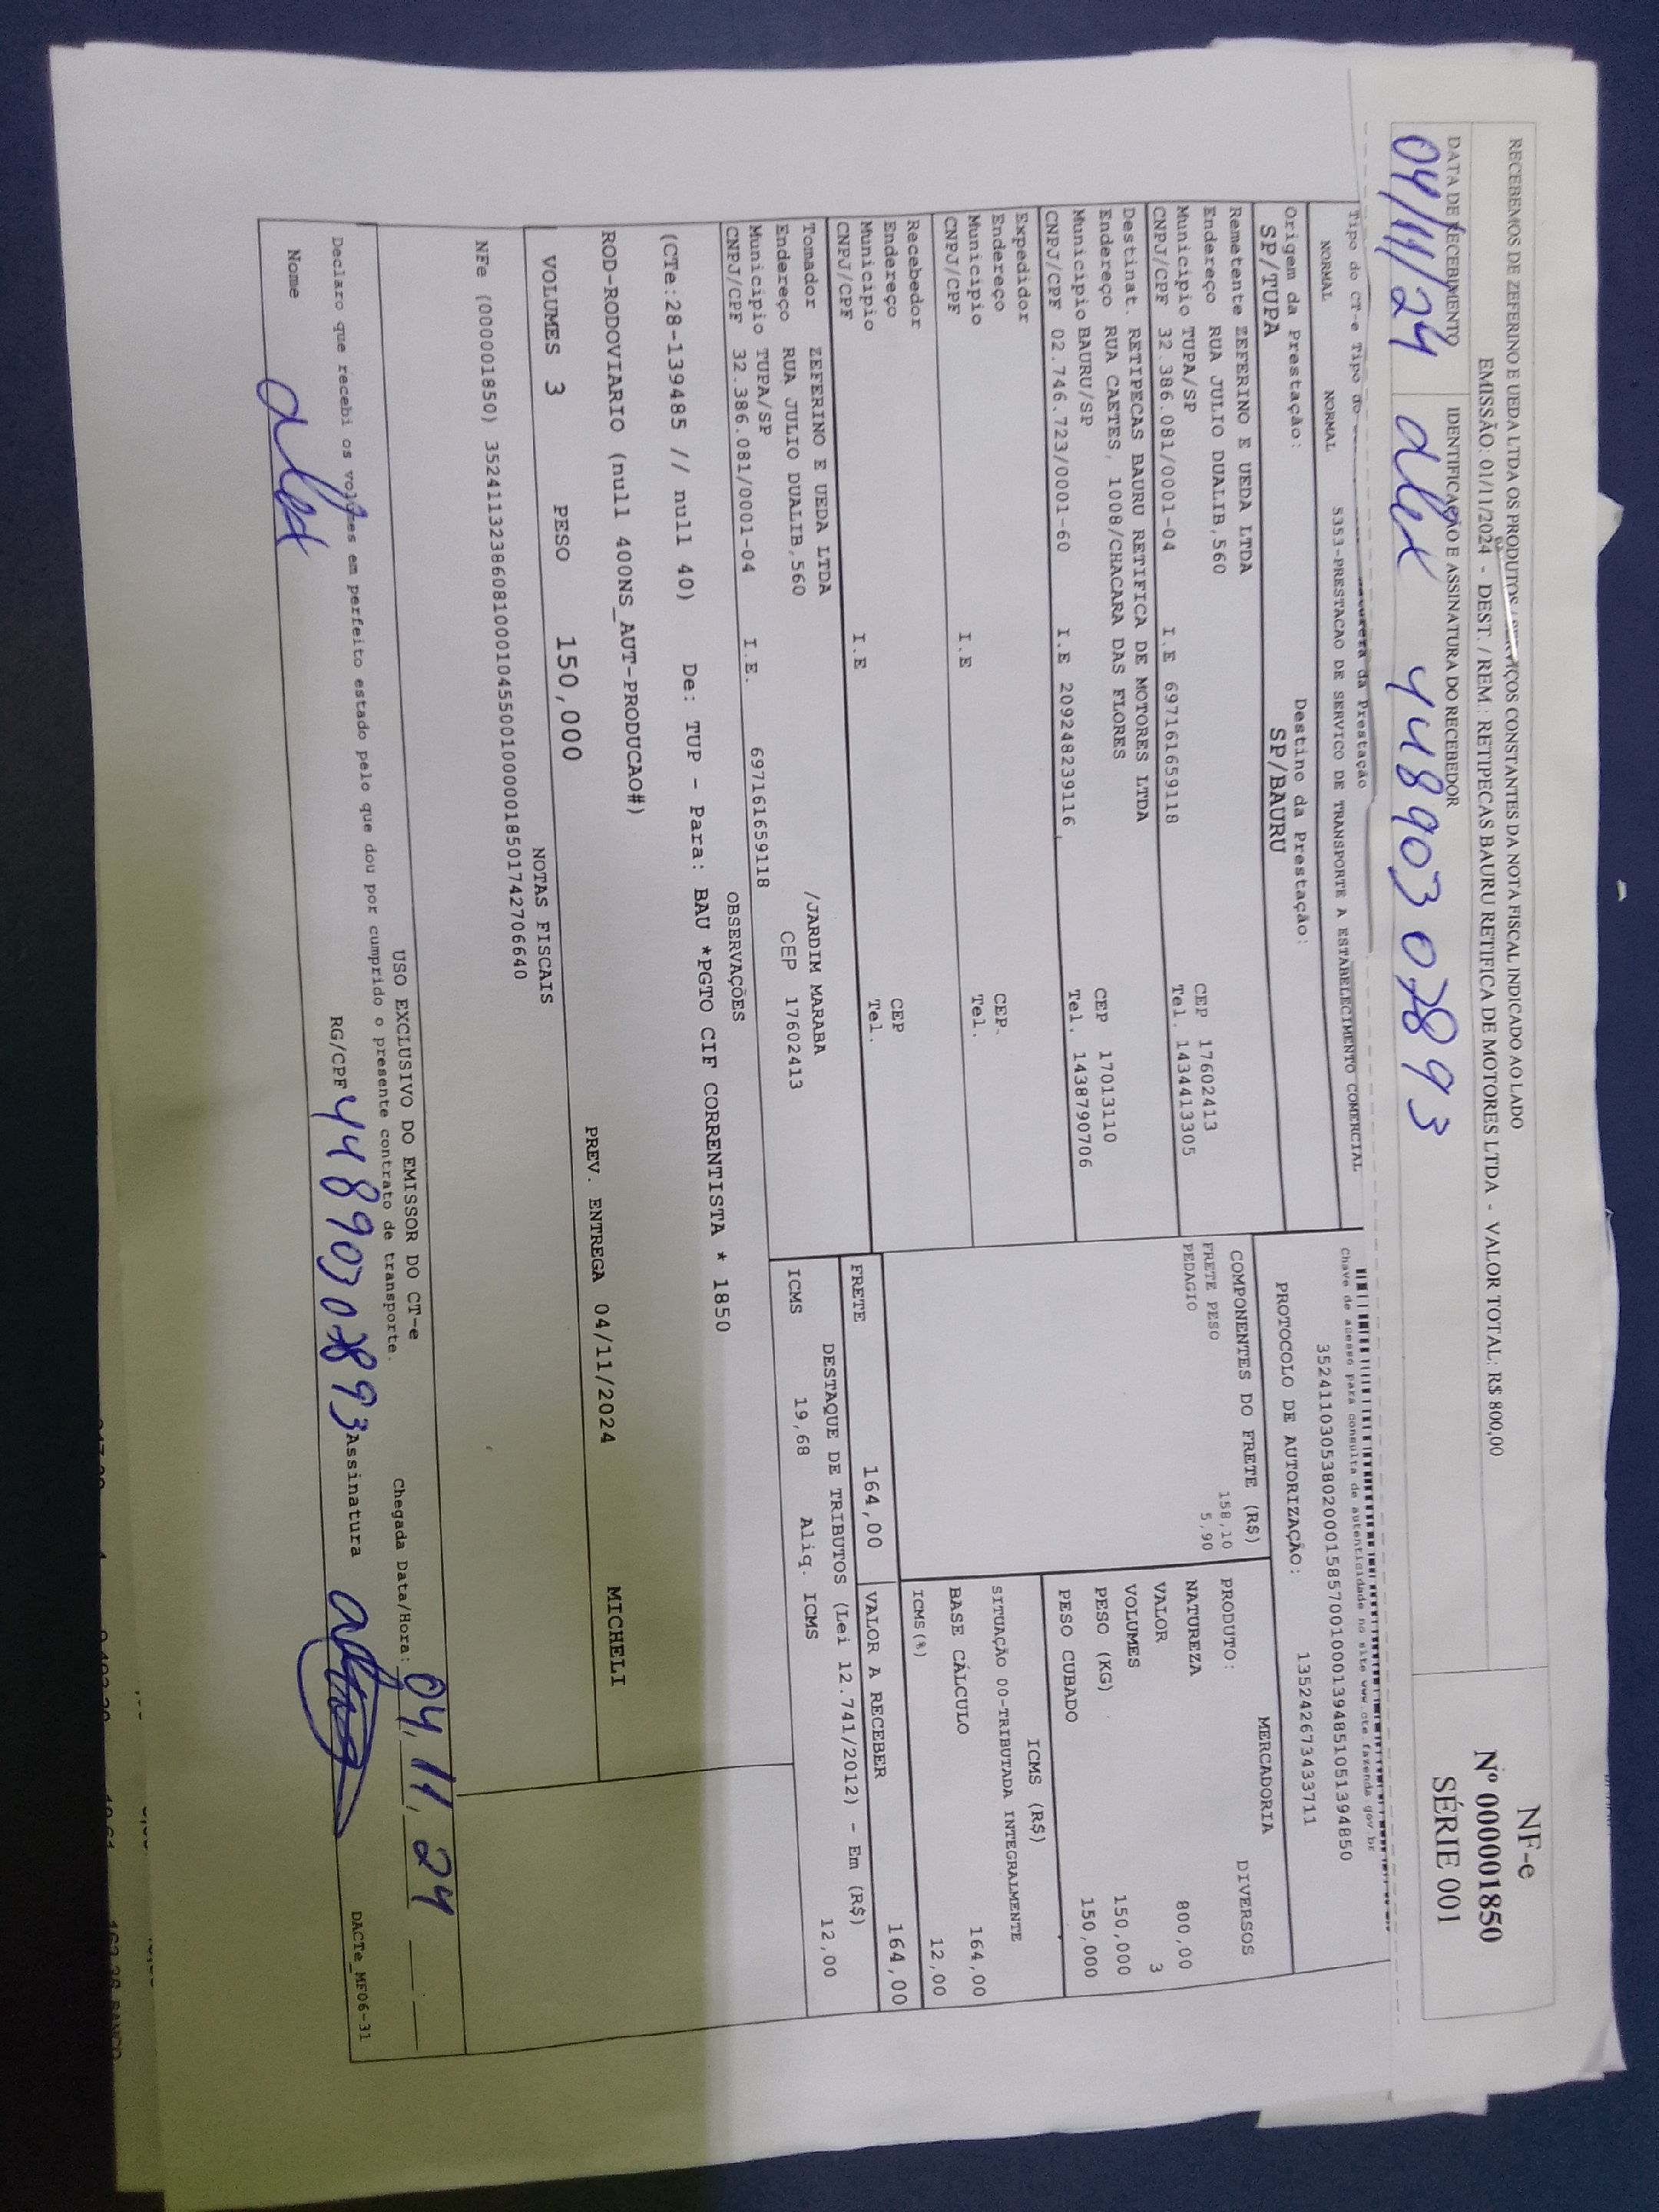 RECEBEMOS DE ZEFERINO E UEDA LTDA OS PRODUTOS / SERVIÇOS CONSTANTES DA NOTA FISCAL INDICADO AO LADO
EMISSÃO: 01/11/2024 - DEST. / REM.: RETIPECAS BAURU RETIFICA DE MOTORES LTDA - VALOR TOTAL: R$ 800,00
NF-e
Nº 000001850
SÉRIE 001
DATA DE RECEBIMENTO
IDENTIFICAÇÃO E ASSINATURA DO RECEBEDOR
04/11/24 Alex 448903078 93
Tipo do CT-e Tipo do da Prestação
NORMAL NORMAL 5353-PRESTACAO DE SERVICO DE TRANSPORTE A ESTABELECIMENTO COMERCIAL
Chave de acesso para consulta de autenticidade no site www.cte.fazenda.gov.br
35241103053802000158570010001394851051394850
Origem da Prestação: Destino da Prestação:
SP/TUPA SP/BAURU
PROTOCOLO DE AUTORIZAÇÃO: 135242673433711
Remetente ZEFERINO E UEDA LTDA
Endereço RUA JULIO DUALIB,560 CEP 17602413
Municipio TUPA/SP Tel. 1434413305
CNPJ/CPF 32.386.081/0001-04 I.E 697161659118
Destinat. RETIPECAS BAURU RETIFICA DE MOTORES LTDA
Endereço RUA CAETES, 1008/CHACARA DAS FLORES CEP 17013110
Municipio BAURU/SP Tel. 1438790706
CNPJ/CPF 02.746.723/0001-60 I.E 209248239116
Expedidor
Endereço CEP
Municipio Tel.
CNPJ/CPF I.E
Recebedor
Endereço CEP
Municipio Tel.
CNPJ/CPF I.E
Tomador ZEFERINO E UEDA LTDA /JARDIM MARABA
Endereço RUA JULIO DUALIB,560 CEP 17602413
Municipio TUPA/SP
CNPJ/CPF 32.386.081/0001-04 I.E. 697161659118
COMPONENTES DO FRETE (R$)
FRETE PESO 158,10
PEDAGIO 5,90
MERCADORIA
PRODUTO: DIVERSOS
NATUREZA
VALOR 800,00
VOLUMES 3
PESO (KG) 150,000
PESO CUBADO 150,000
ICMS (R$)
SITUAÇÃO 00-TRIBUTADA INTEGRALMENTE
BASE CÁLCULO 164,00
ICMS(%) 12,00
FRETE 164,00 VALOR A RECEBER 164,00
DESTAQUE DE TRIBUTOS (Lei 12.741/2012) - Em (R$)
ICMS 19,68 Aliq. ICMS 12,00
OBSERVAÇÕES
(CTe:28-139485 // null 40) De: TUP - Para: BAU *PGTO CIF CORRENTISTA * 1850
ROD-RODOVIARIO (null 400NS_AUT-PRODUCAO#)
PREV. ENTREGA 04/11/2024 MICHELI
VOLUMES 3 PESO 150,000
NOTAS FISCAIS
NFe (000001850) 35241132386081000104550010000018501742706640
USO EXCLUSIVO DO EMISSOR DO CT-e
Declaro que recebi os volumes em perfeito estado pelo que dou por cumprido o presente contrato de transporte.
Chegada Data/Hora: 04/11/24
Nome Alex RG/CPF 448903078 93 Assinatura
DACTe_MF06-31